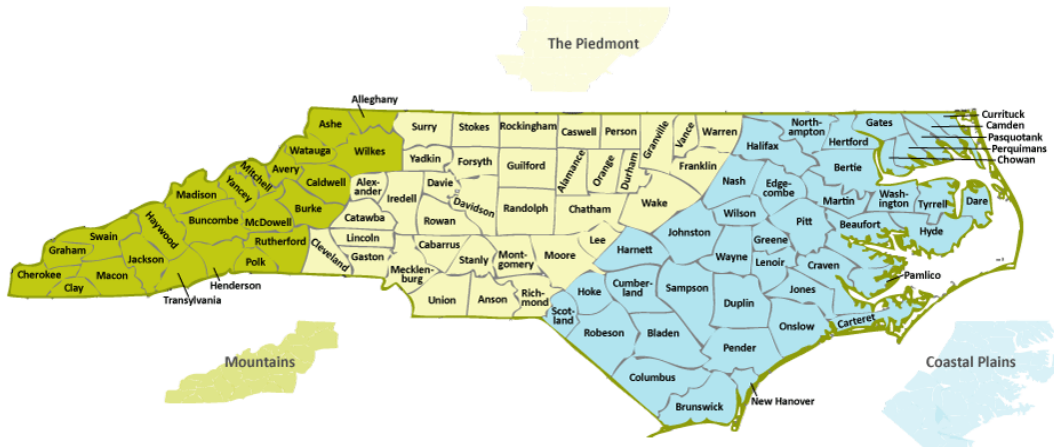 The Piedmont
Alleghany
Ashe
Surry
Stokes
Rockingham
Caswell
Person
Granville
Vance
Warren
North-
ampton
Gates
Currituck
Camden
Pasquotank
Perquimans
Chowan
Watauga
Wilkes
Yadkin
Forsyth
Guilford
Alamance
Orange
Durham
Franklin
Halifax
Hertford
Bertie
Mitchell
Avery
Caldwell
Alex-
ander
Iredell
Davie
Davidson
Randolph
Chatham
Wake
Nash
Edge-
combe
Martin
Wash-
ington
Tyrrell
Dare
Madison
Yancey
Burke
Catawba
Rowan
Wilson
Pitt
Beaufort
Hyde
Haywood
Buncombe
McDowell
Lincoln
Swain
Rutherford
Cleveland
Gaston
Cabarrus
Stanly
Mont-
gomery
Moore
Lee
Harnett
Johnston
Wayne
Greene
Lenoir
Craven
Pamlico
Graham
Jackson
Polk
Mecklen-
burg
Cherokee
Macon
Clay
Henderson
Transylvania
Union
Anson
Rich-
mond
Scot-
land
Hoke
Cumber-
land
Sampson
Duplin
Jones
Onslow
Carteret
Robeson
Bladen
Pender
Columbus
Brunswick
New Hanover
Mountains
Coastal Plains